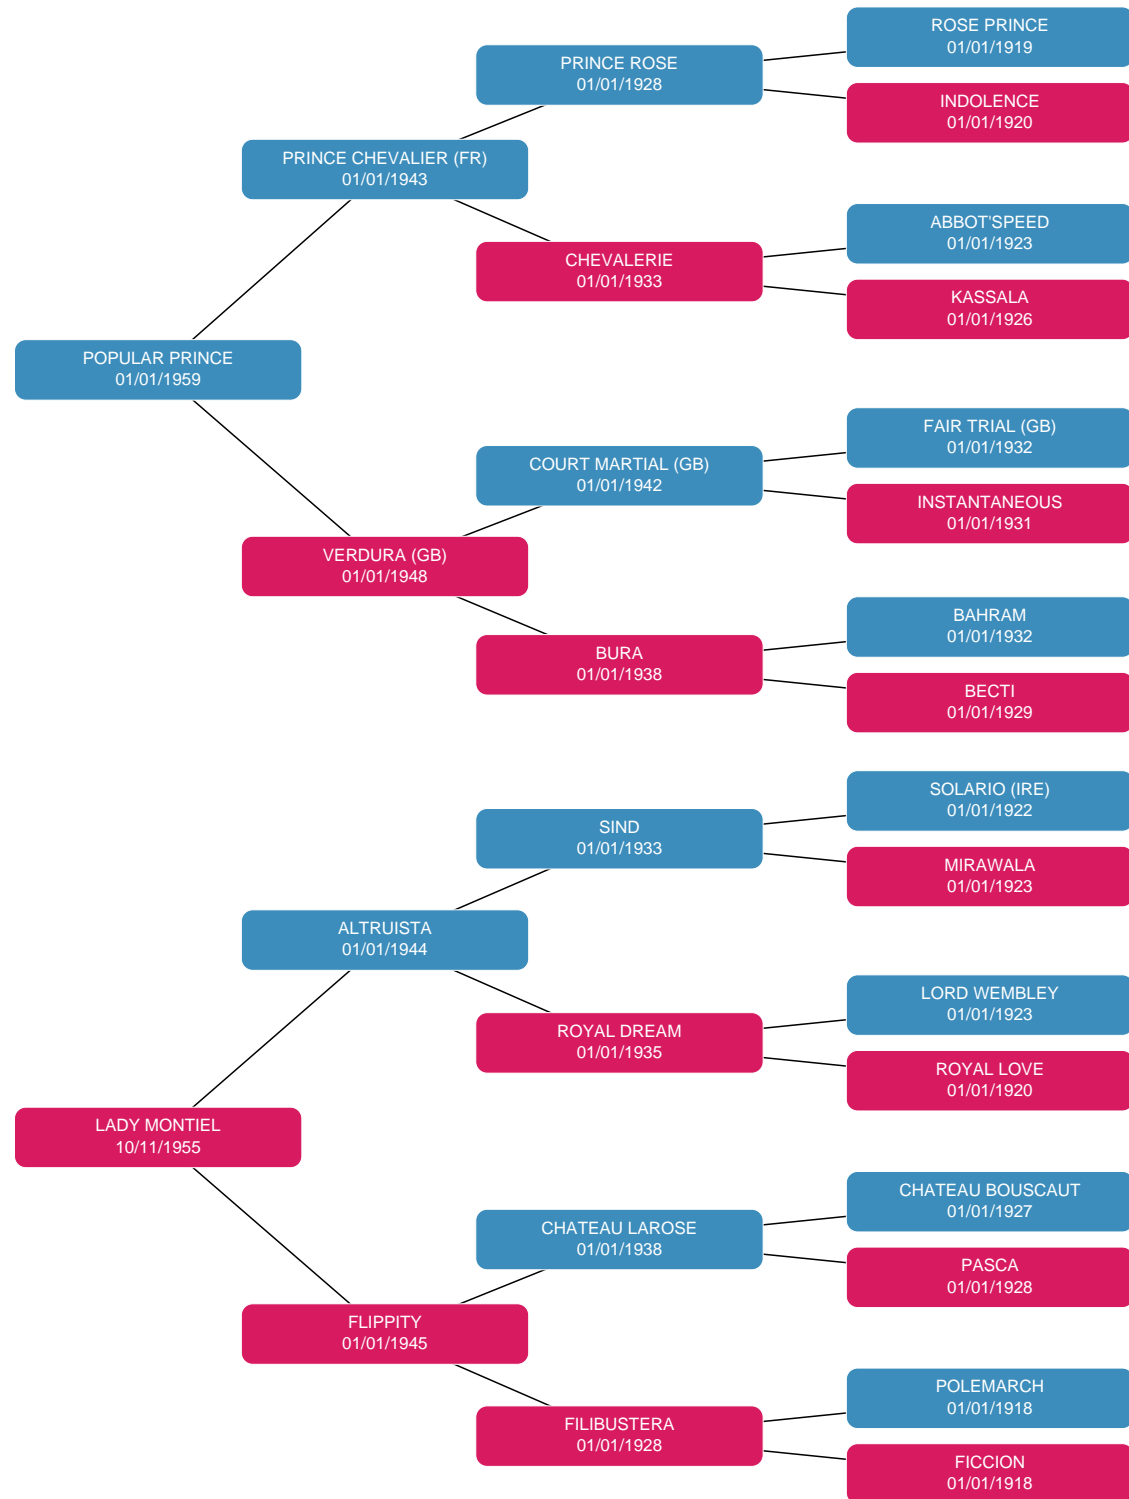 ROSE PRINCE
01/01/1919
PRINCE ROSE
01/01/1928
INDOLENCE
01/01/1920
PRINCE CHEVALIER (FR)
01/01/1943
ABBOT'SPEED
01/01/1923
CHEVALERIE
01/01/1933
KASSALA
01/01/1926
POPULAR PRINCE
01/01/1959
FAIR TRIAL (GB)
01/01/1932
COURT MARTIAL (GB)
01/01/1942
INSTANTANEOUS
01/01/1931
VERDURA (GB)
01/01/1948
BAHRAM
01/01/1932
BURA
01/01/1938
BECTI
01/01/1929
SOLARIO (IRE)
01/01/1922
SIND
01/01/1933
MIRAWALA
01/01/1923
ALTRUISTA
01/01/1944
LORD WEMBLEY
01/01/1923
ROYAL DREAM
01/01/1935
ROYAL LOVE
01/01/1920
LADY MONTIEL
10/11/1955
CHATEAU BOUSCAUT
01/01/1927
CHATEAU LAROSE
01/01/1938
PASCA
01/01/1928
FLIPPITY
01/01/1945
POLEMARCH
01/01/1918
FILIBUSTERA
01/01/1928
FICCION
01/01/1918